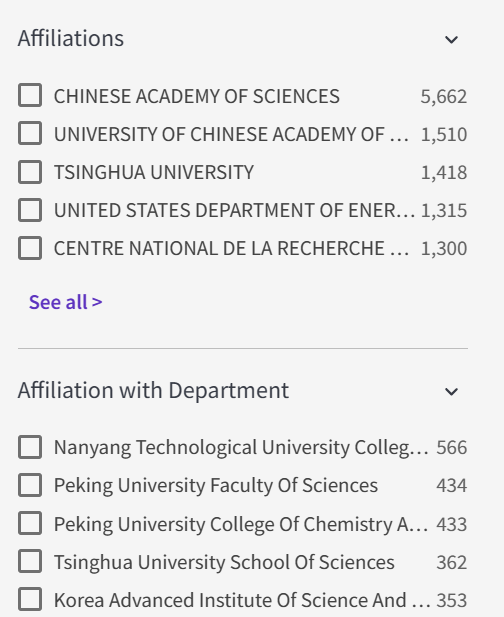 Affiliations
CHINESE ACADEMY OF SCIENCES 5,662
UNIVERSITY OF CHINESE ACADEMY OF ... 1,510
TSINGHUA UNIVERSITY 1,418
UNITED STATES DEPARTMENT OF ENER... 1,315
CENTRE NATIONAL DE LA RECHERCHE ... 1,300
See all >
Affiliation with Department
Nanyang Technological University Colleg... 566
Peking University Faculty Of Sciences 434
Peking University College Of Chemistry A... 433
Tsinghua University School Of Sciences 362
Korea Advanced Institute Of Science And ... 353